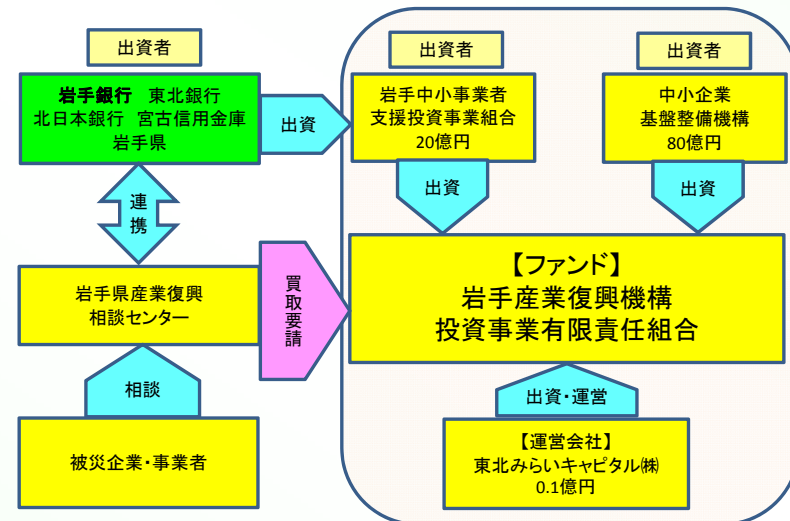 出資者
出資者
出資者
岩手銀行　東北銀行
北日本銀行　宮古信用金庫
岩手県
出資
岩手中小事業者
支援投資事業組合
20億円
中小企業
基盤整備機構
80億円
出資
出資
連携
買取要請
【ファンド】
岩手産業復興機構
投資事業有限責任組合
岩手県産業復興
相談センター
相談
出資・運営
被災企業・事業者
【運営会社】
東北みらいキャピタル㈱
0.1億円